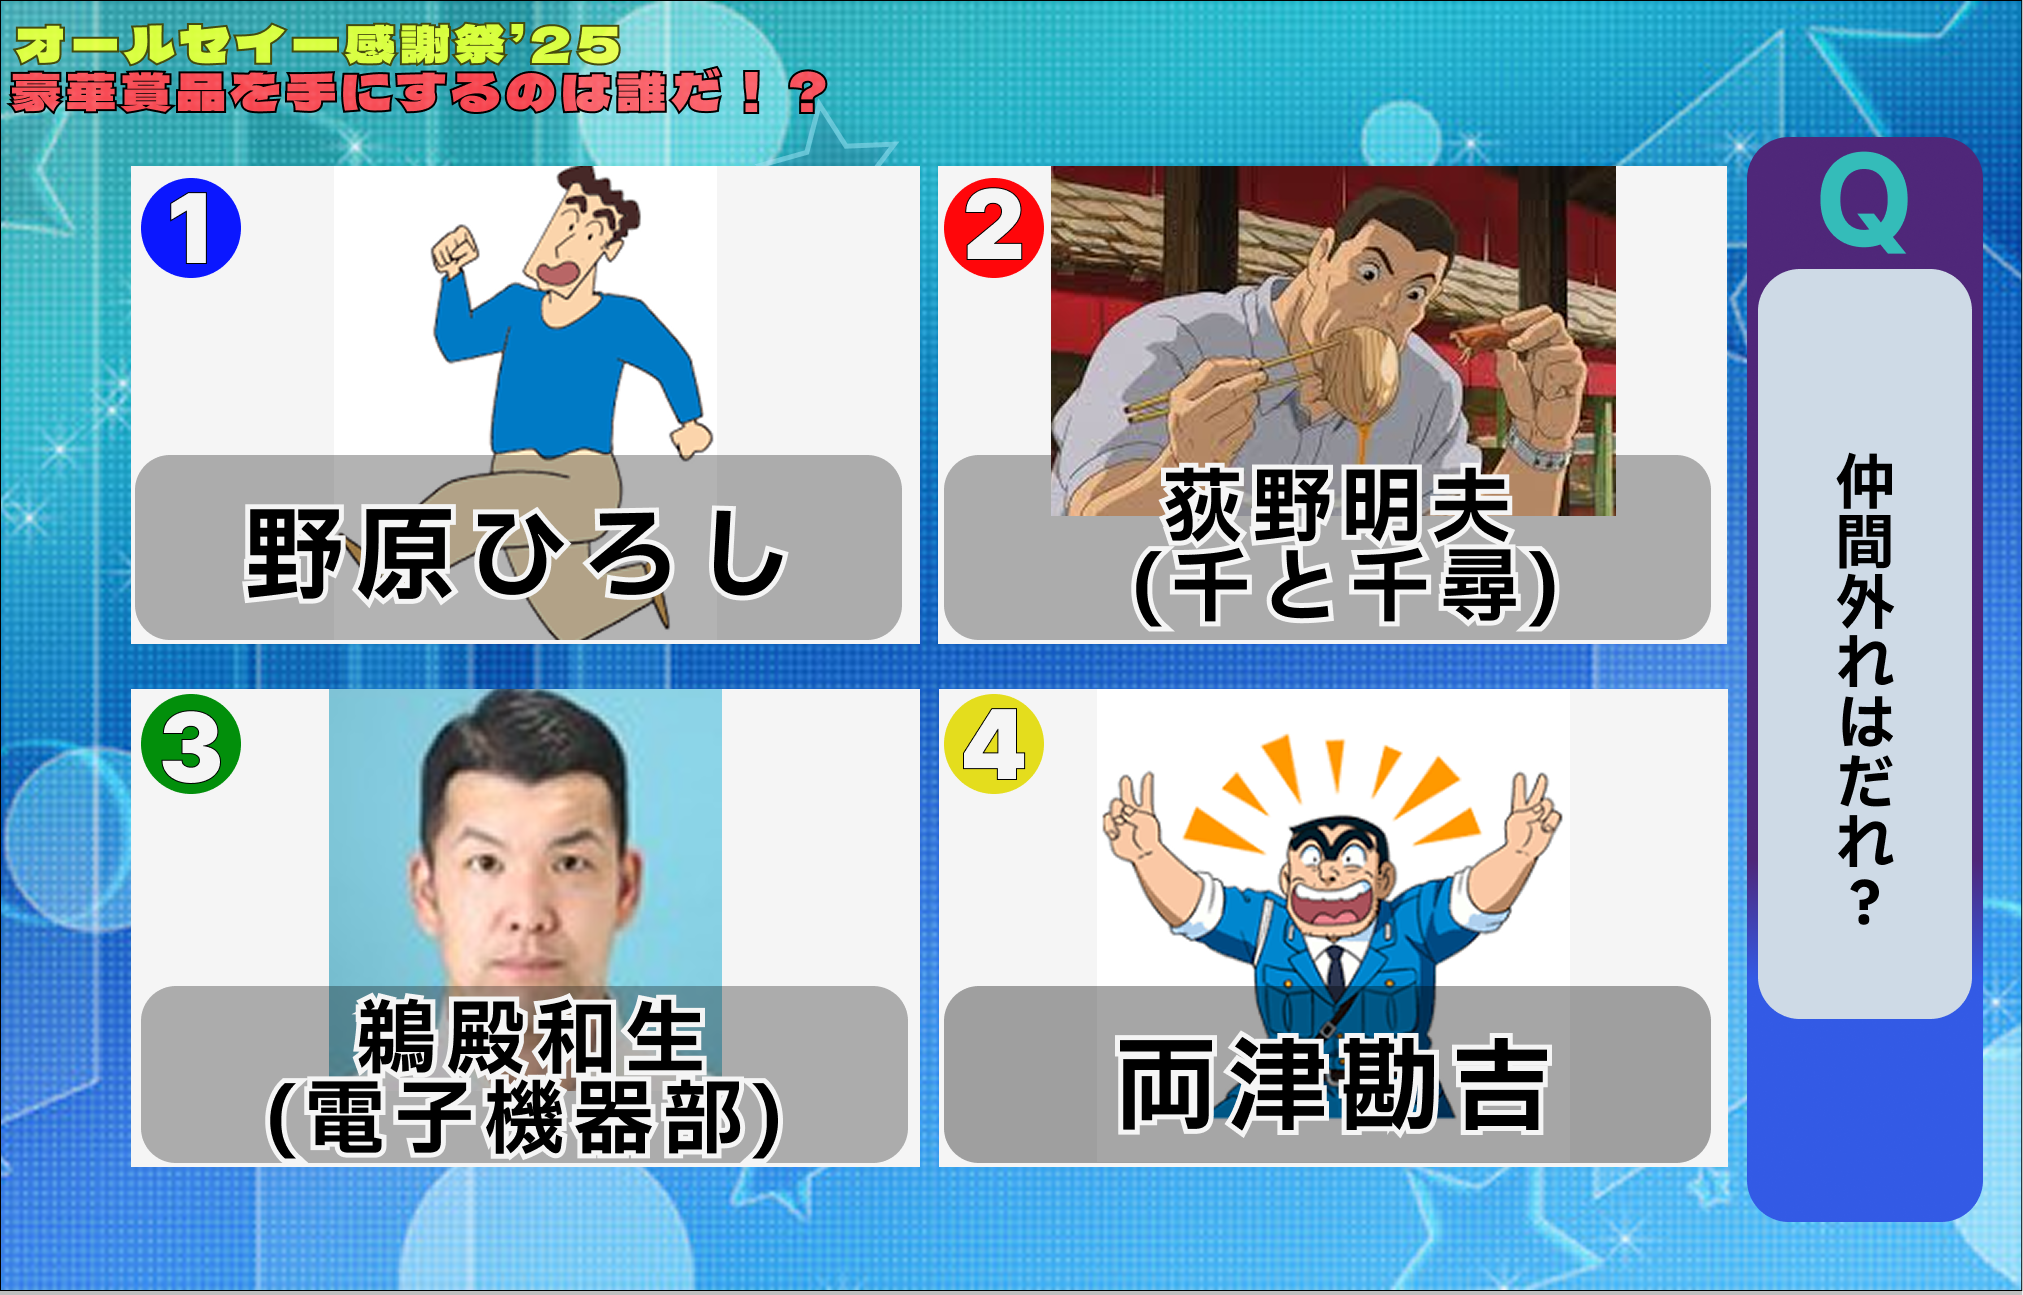 オールセイー感謝祭’25
豪華賞品を手にするのは誰だ！？
1
野原ひろし
2
荻野明夫
(千と千尋)
3
鵜殿和生
(電子機器部)
4
両津勘吉
Q
仲間外れはだれ？